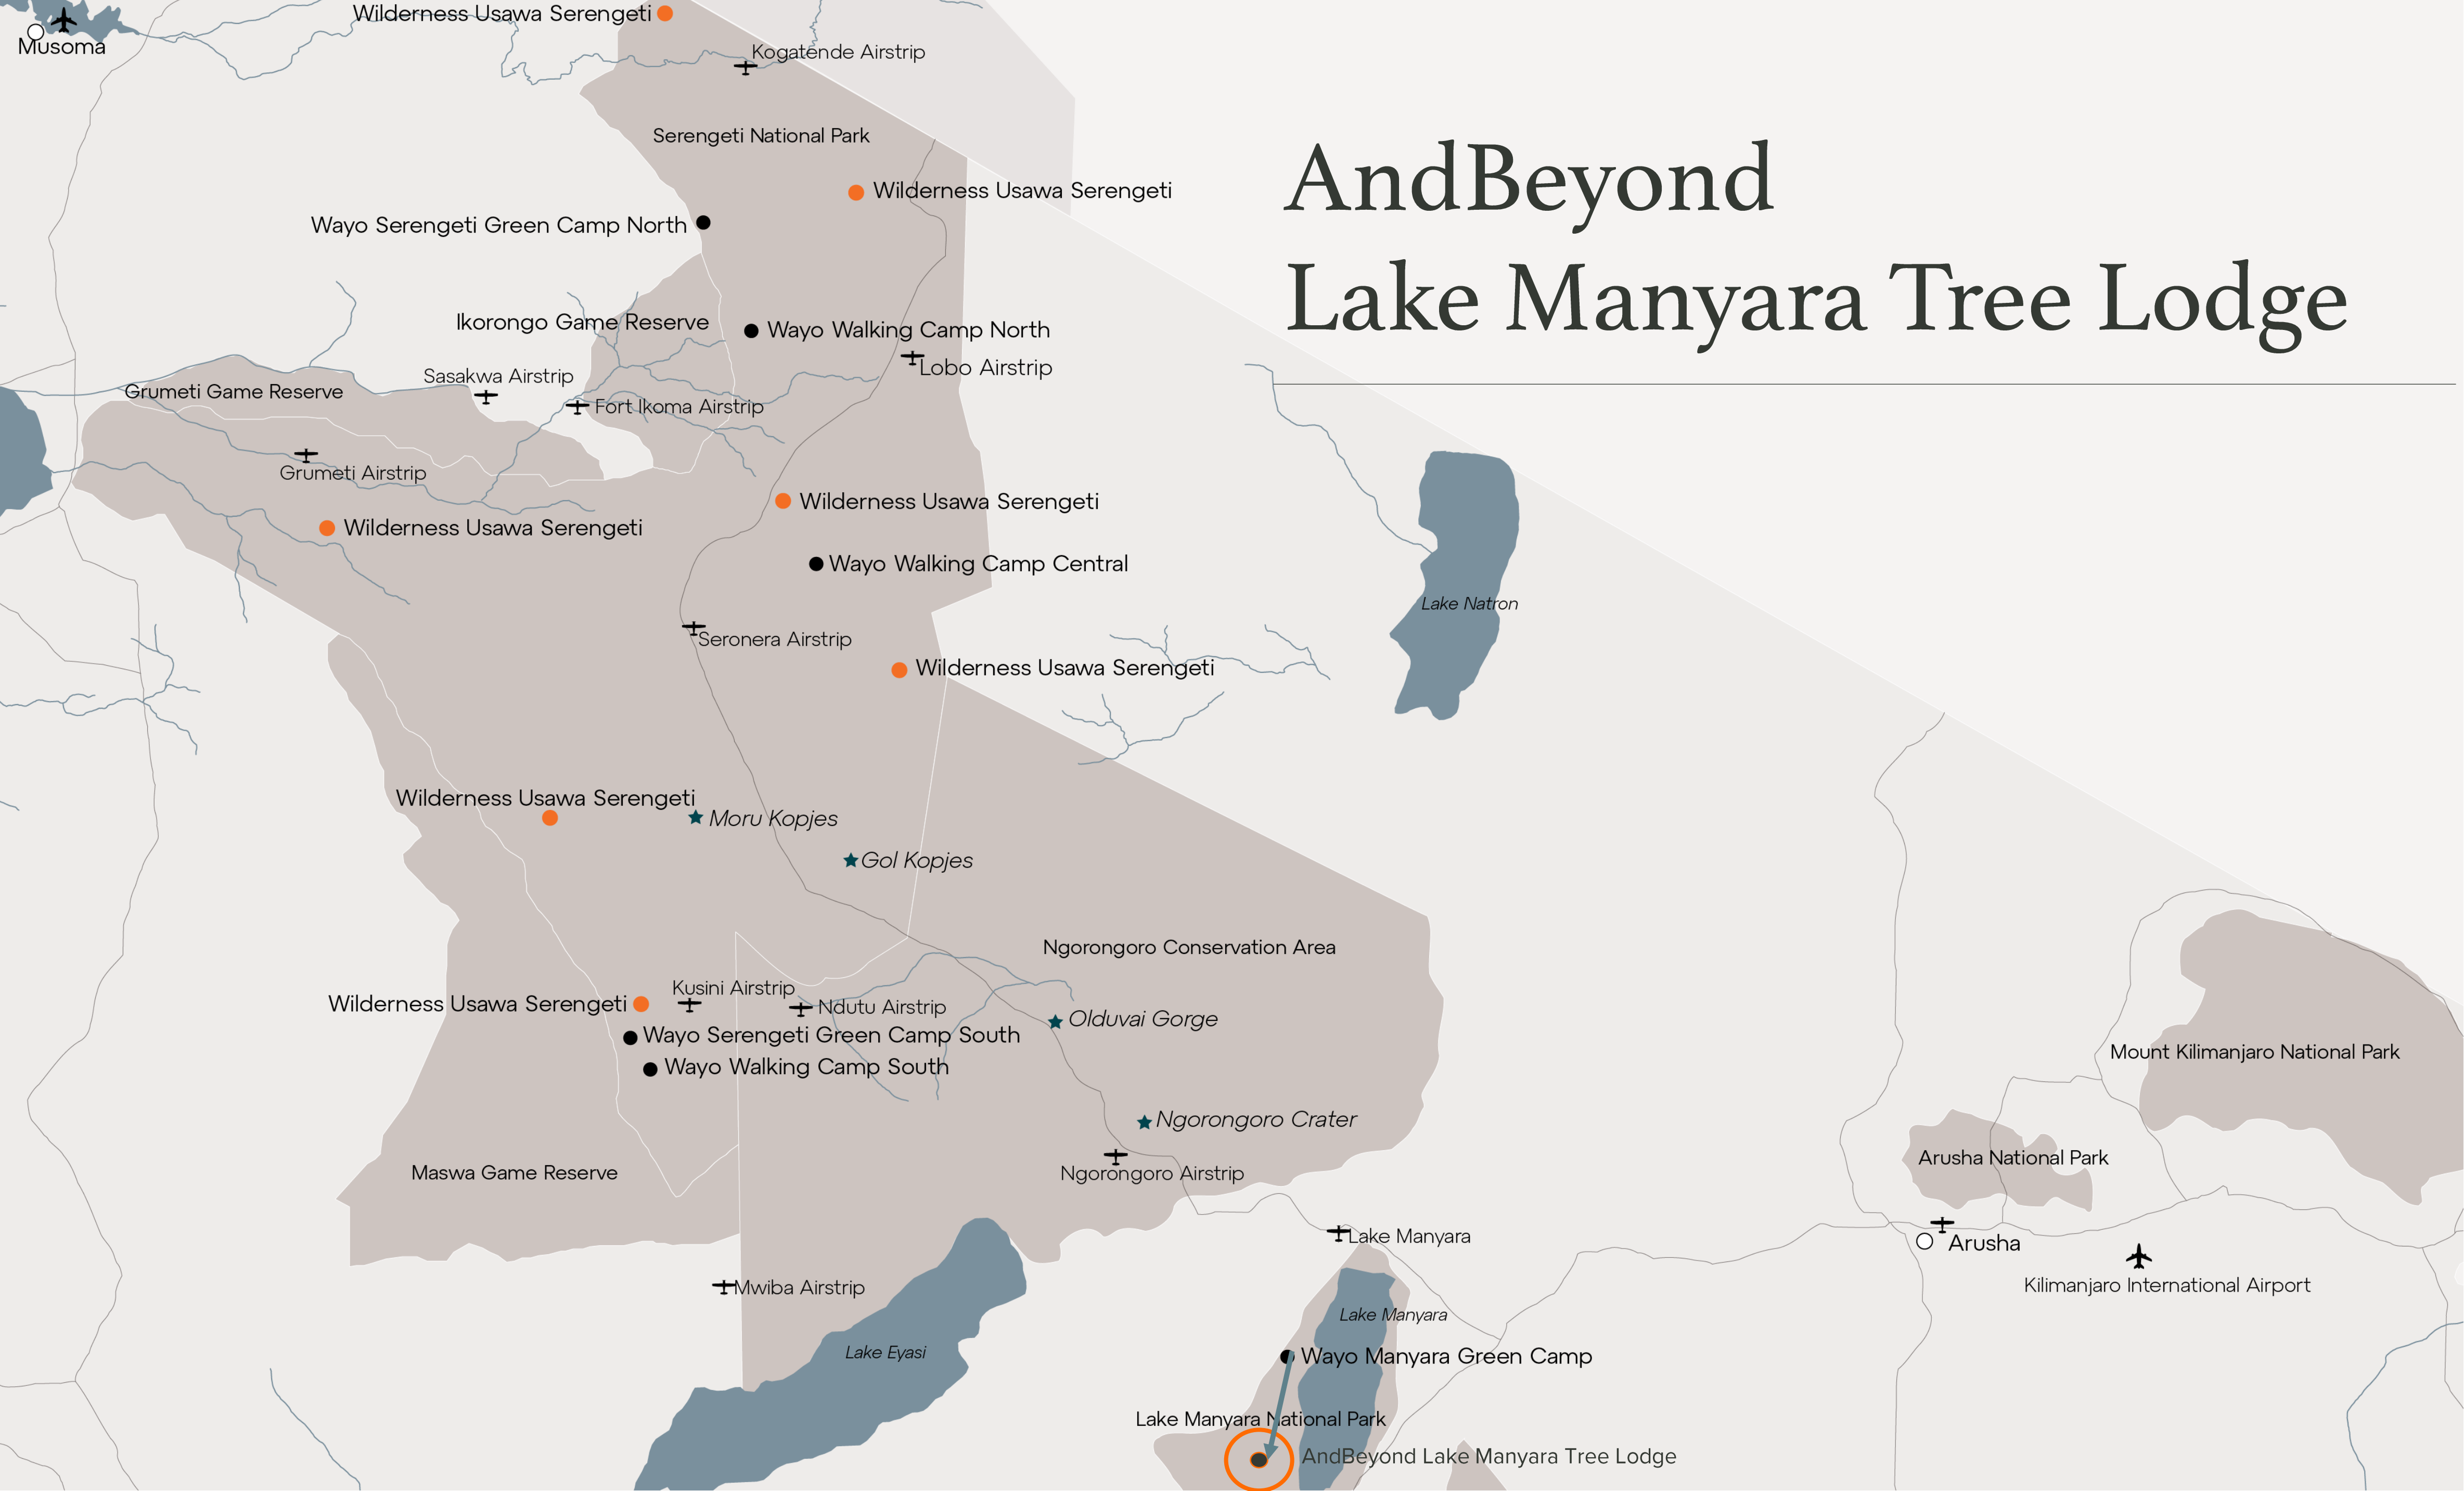 Wilderness Usawa Serengeti
Musoma
Kogatende Airstrip
AndBeyond
Lake Manyara Tree Lodge
Serengeti National Park
Wilderness Usawa Serengeti
Wayo Serengeti Green Camp North
Ikorongo Game Reserve
Wayo Walking Camp North
Lobo Airstrip
Sasakwa Airstrip
Grumeti Game Reserve
Fort Ikoma Airstrip
Grumeti Airstrip
Wilderness Usawa Serengeti
Wilderness Usawa Serengeti
Wayo Walking Camp Central
Lake Natron
Seronera Airstrip
Wilderness Usawa Serengeti
Wilderness Usawa Serengeti
Moru Kopjes
Gol Kopjes
Ngorongoro Conservation Area
Kusini Airstrip
Wilderness Usawa Serengeti
Ndutu Airstrip
Olduvai Gorge
Wayo Serengeti Green Camp South
Mount Kilimanjaro National Park
Wayo Walking Camp South
Ngorongoro Crater
Arusha National Park
Maswa Game Reserve
Ngorongoro Airstrip
Lake Manyara
Arusha
Mwiba Airstrip
Kilimanjaro International Airport
Lake Manyara
Lake Eyasi
Wayo Manyara Green Camp
Lake Manyara National Park
AndBeyond Lake Manyara Tree Lodge